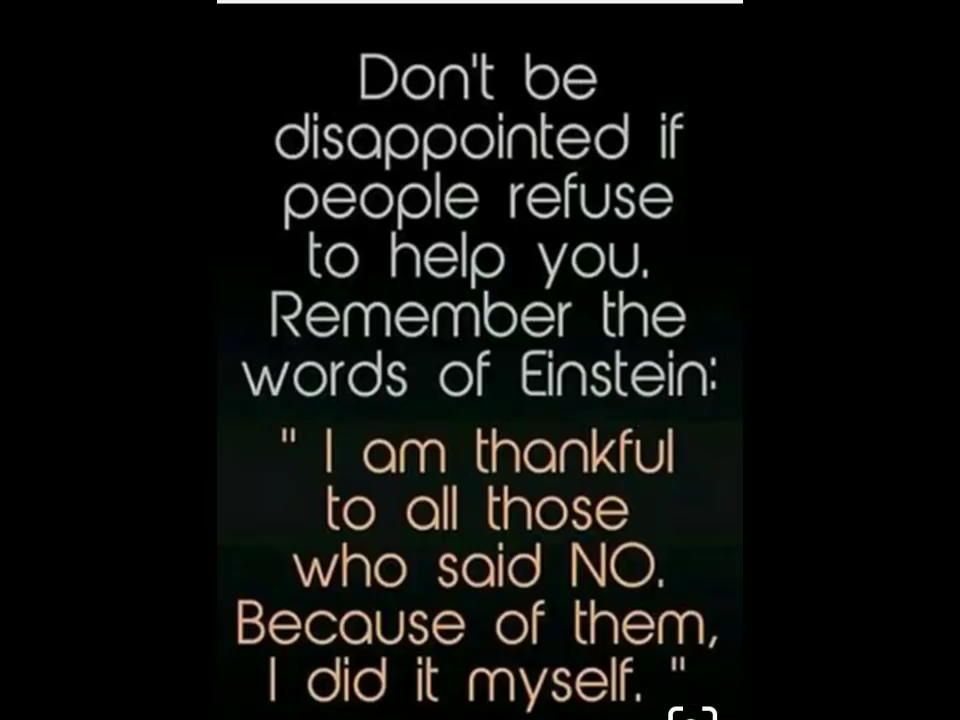 Don't be
disappointed if
people refuse
to help you.
Remember the
words of Einstein:
" I am thankful
to all those
who said NO.
Because of them,
I did it myself. "